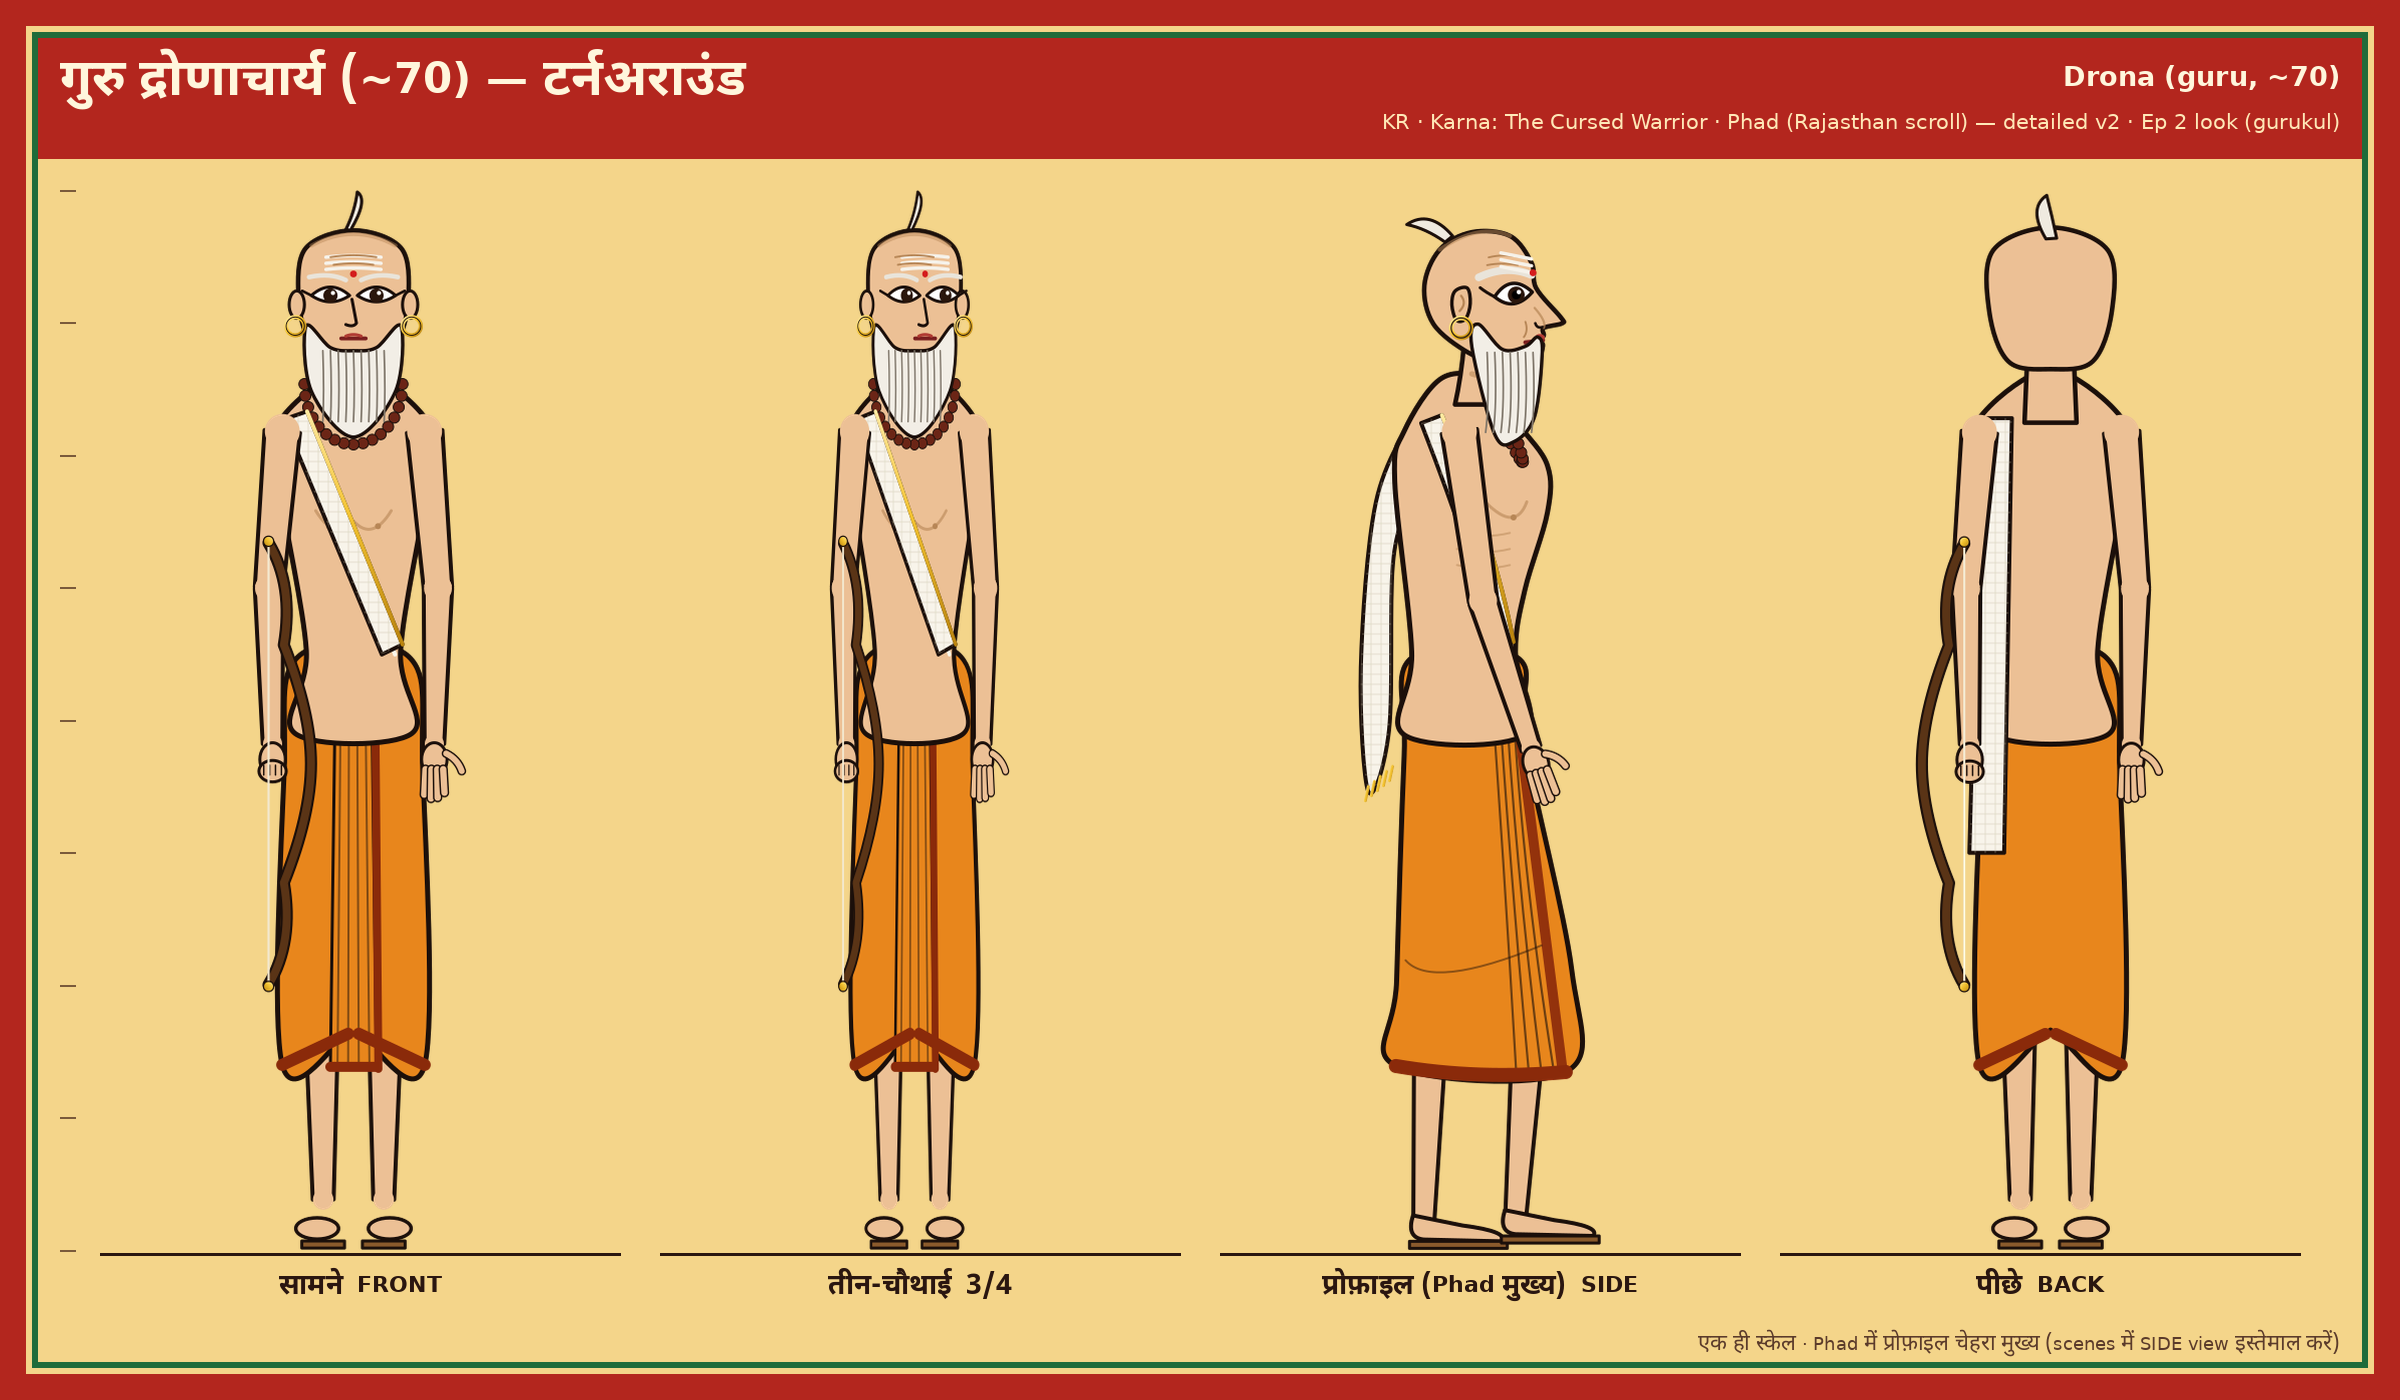 गुरु द्रोणाचार्य (~70) — टर्नअराउंड
Drona (guru, ~70)
KR · Karna: The Cursed Warrior · Phad (Rajasthan scroll) — detailed v2 · Ep 2 look (gurukul)
सामने FRONT
तीन-चौथाई 3/4
प्रोफ़ाइल (Phad मुख्य) SIDE
पीछे BACK
एक ही स्केल · Phad में प्रोफ़ाइल चेहरा मुख्य (scenes में SIDE view इस्तेमाल करें)